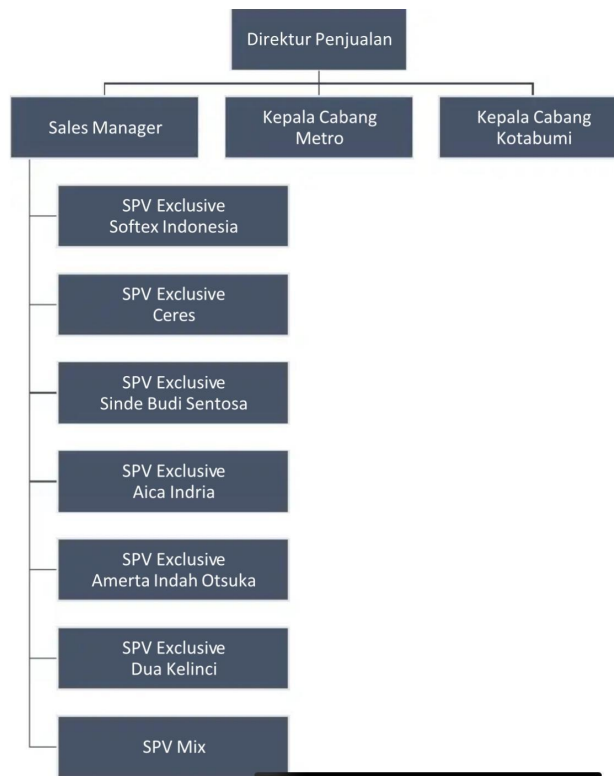 Direktur Penjualan
Sales Manager
Kepala Cabang
Metro
Kepala Cabang
Kotabumi
SPV Exclusive
Softex Indonesia
SPV Exclusive
Ceres
SPV Exclusive
Sinde Budi Sentosa
SPV Exclusive
Aica Indria
SPV Exclusive
Amerta Indah Otsuka
SPV Exclusive
Dua Kelinci
SPV Mix